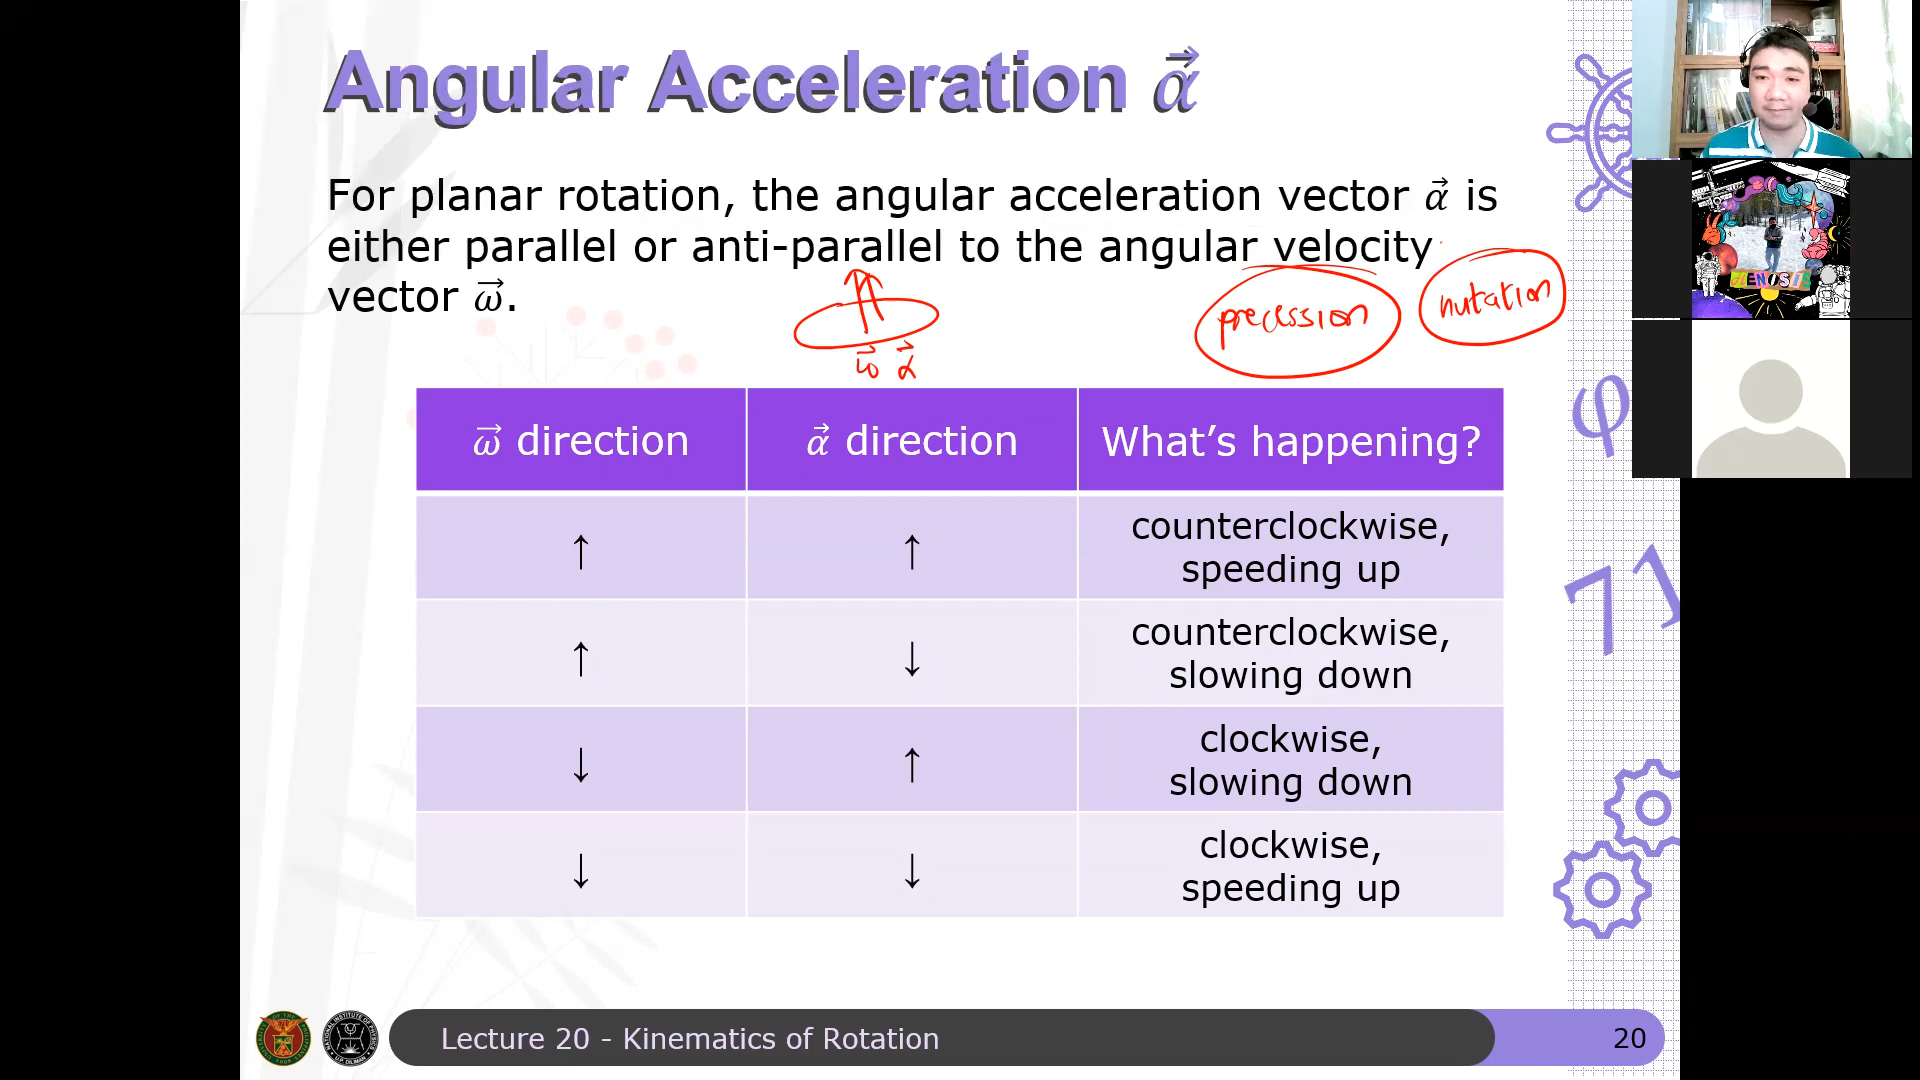 Angular Acceleration α⃗
For planar rotation, the angular acceleration vector α⃗ is
either parallel or anti-parallel to the angular velocity
vector ω⃗.
precession
nutation
ω⃗ α⃗
ω⃗ direction α⃗ direction What’s happening?
↑ ↑ counterclockwise,
speeding up
↑ ↓ counterclockwise,
slowing down
↓ ↑ clockwise,
slowing down
↓ ↓ clockwise,
speeding up
φ
71
Lecture 20 - Kinematics of Rotation
20